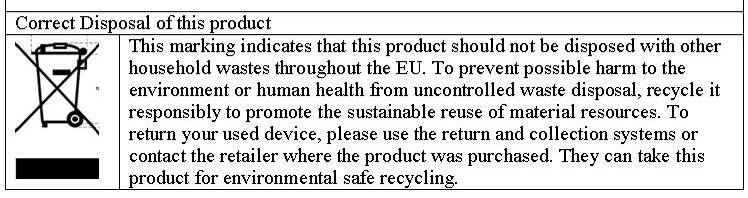 Correct Disposal of this product
This marking indicates that this product should not be disposed with other
household wastes throughout the EU. To prevent possible harm to the
environment or human health from uncontrolled waste disposal, recycle it
responsibly to promote the sustainable reuse of material resources. To
return your used device, please use the return and collection systems or
contact the retailer where the product was purchased. They can take this
product for environmental safe recycling.